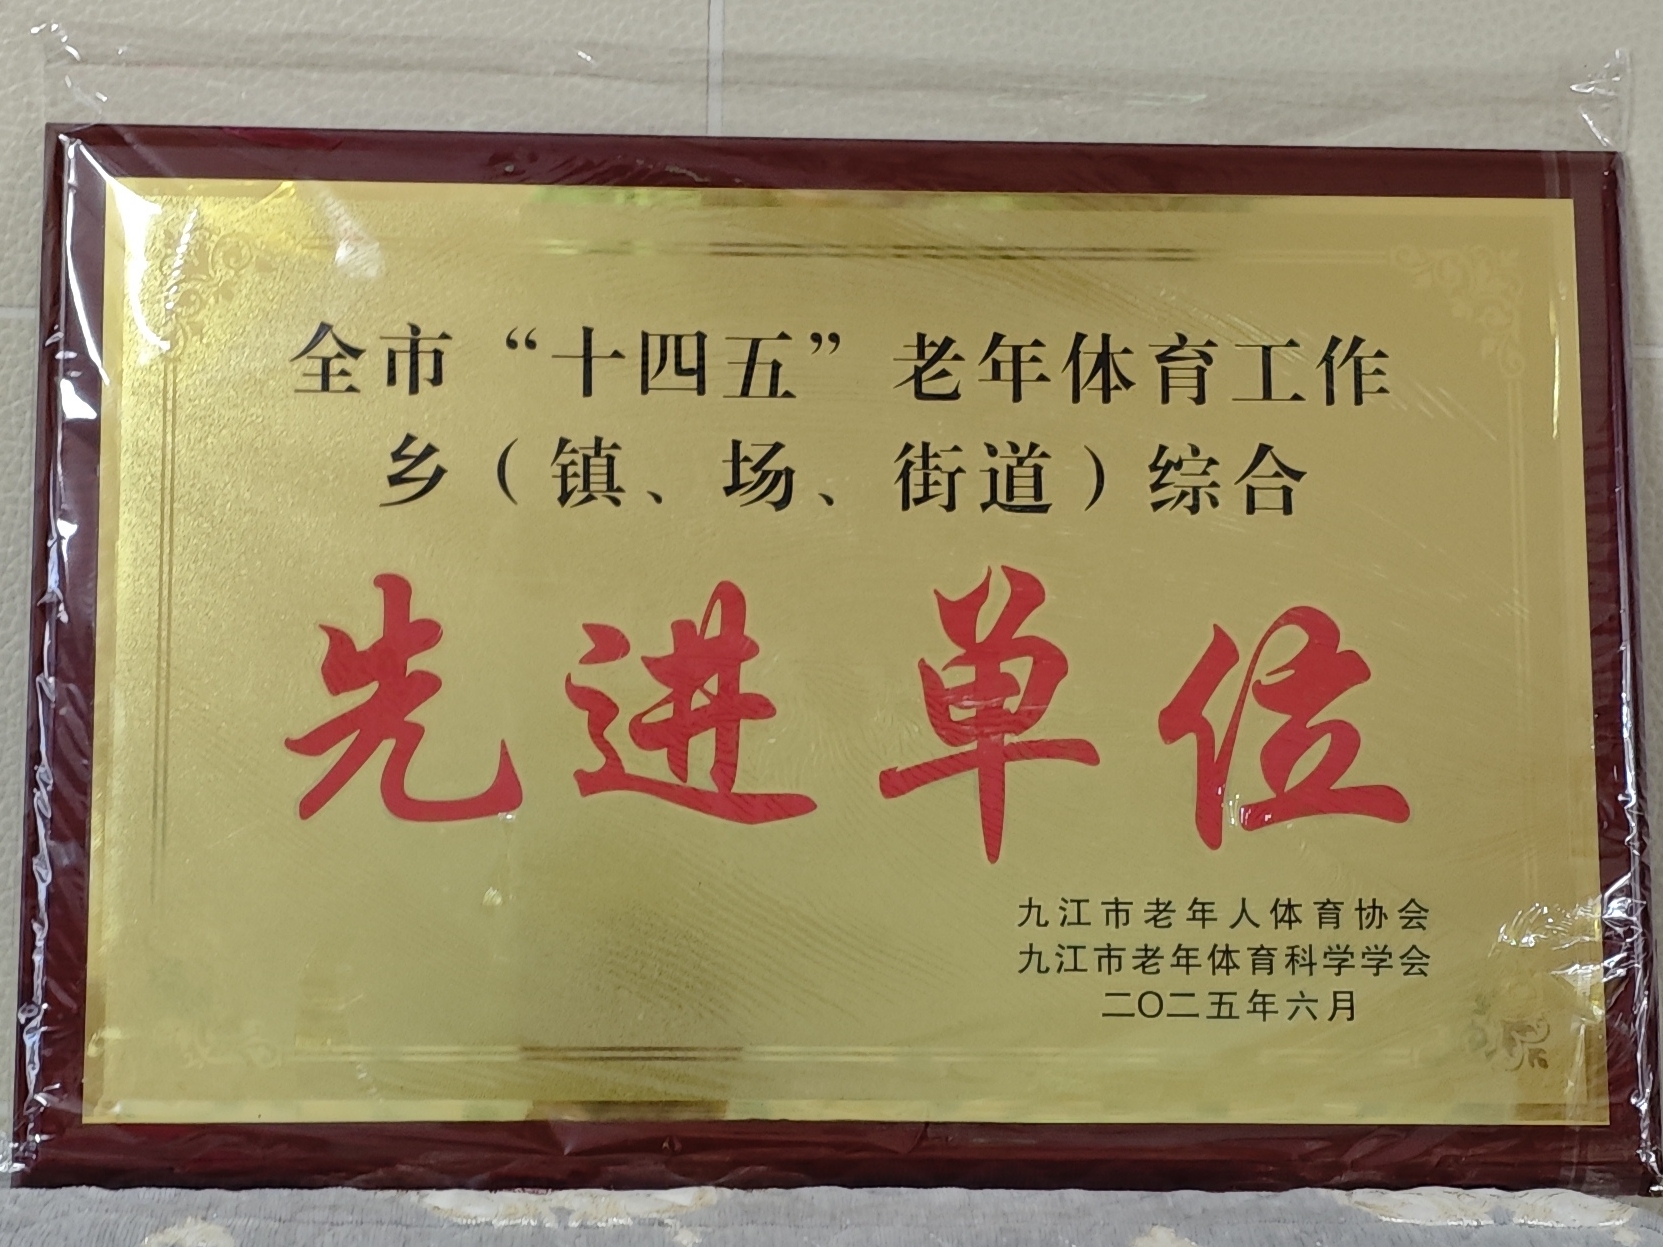 全市“十四五”老年体育工作
乡（镇、场、街道）综合
先进单位
九江市老年人体育协会
九江市老年体育科学学会
二〇二五年六月